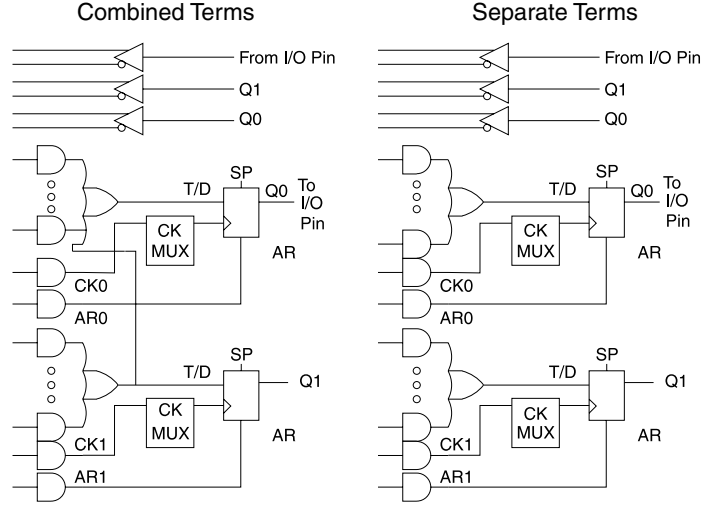 Combined Terms
From I/O Pin
Q1
Q0
SP
T/D
Q0
To
I/O
Pin
CK
MUX
AR
CK0
AR0
SP
T/D
Q1
CK
MUX
AR
CK1
AR1
Separate Terms
From I/O Pin
Q1
Q0
SP
T/D
Q0
To
I/O
Pin
CK
MUX
AR
CK0
AR0
SP
T/D
Q1
CK
MUX
AR
CK1
AR1